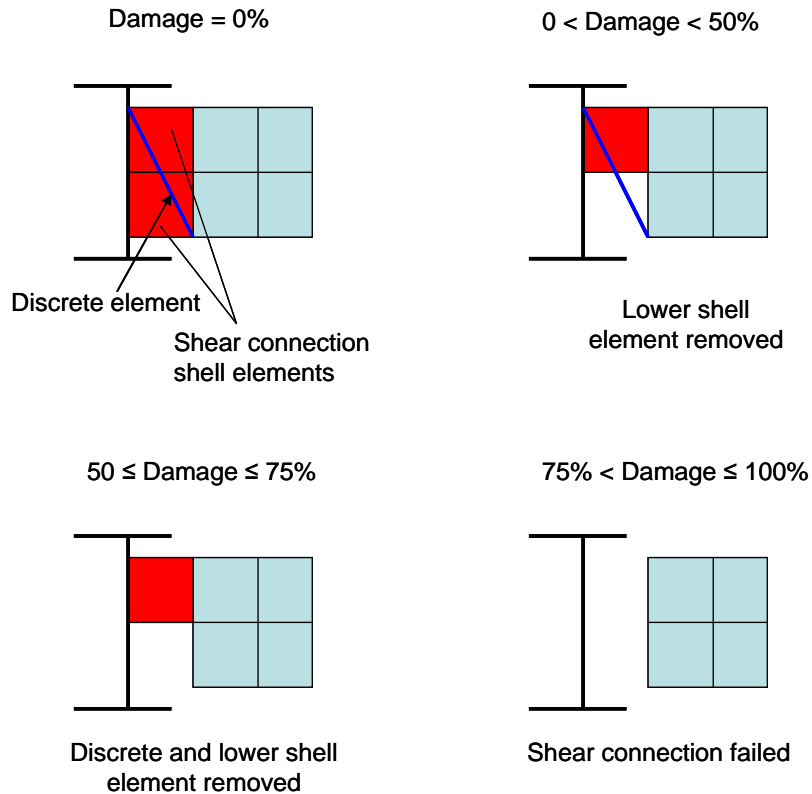 Damage = 0%
0 < Damage < 50%
Discrete element
Shear connection
shell elements
Lower shell
element removed
50 ≤ Damage ≤ 75%
75% < Damage ≤ 100%
Discrete and lower shell
element removed
Shear connection failed